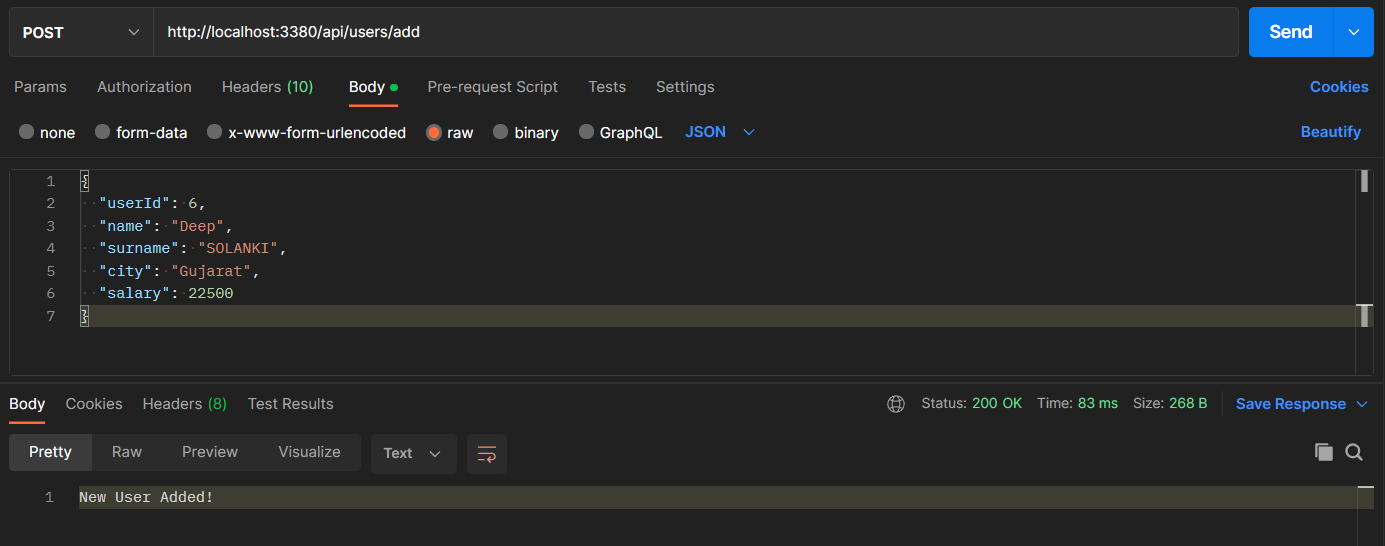 POST http://localhost:3380/api/users/add Send
Params Authorization Headers (10) Body Pre-request Script Tests Settings Cookies
none form-data x-www-form-urlencoded raw binary GraphQL JSON Beautify
1 {
2 "userId": 6,
3 "name": "Deep",
4 "surname": "SOLANKI",
5 "city": "Gujarat",
6 "salary": 22500
7 }
Body Cookies Headers (8) Test Results Status: 200 OK Time: 83 ms Size: 268 B Save Response
Pretty Raw Preview Visualize Text
1 New User Added!